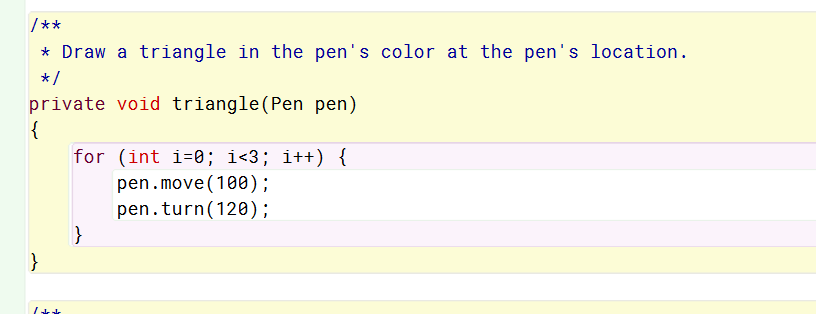 /**
 * Draw a triangle in the pen's color at the pen's location.
 */
private void triangle(Pen pen)
{
    for (int i=0; i<3; i++) {
        pen.move(100);
        pen.turn(120);
    }
}
/**